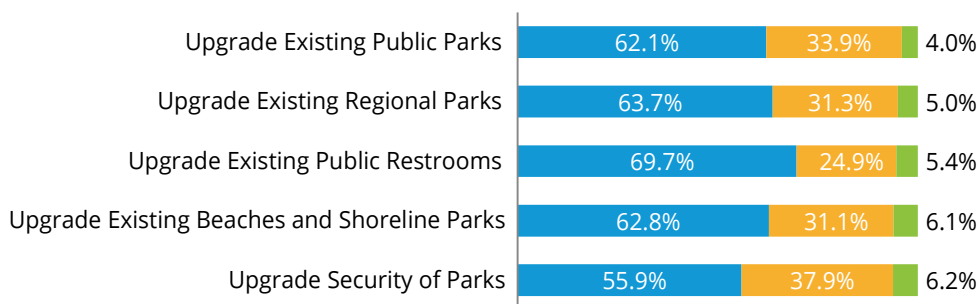 Upgrade Existing Public Parks 62.1% 33.9% 4.0%
Upgrade Existing Regional Parks 63.7% 31.3% 5.0%
Upgrade Existing Public Restrooms 69.7% 24.9% 5.4%
Upgrade Existing Beaches and Shoreline Parks 62.8% 31.1% 6.1%
Upgrade Security of Parks 55.9% 37.9% 6.2%